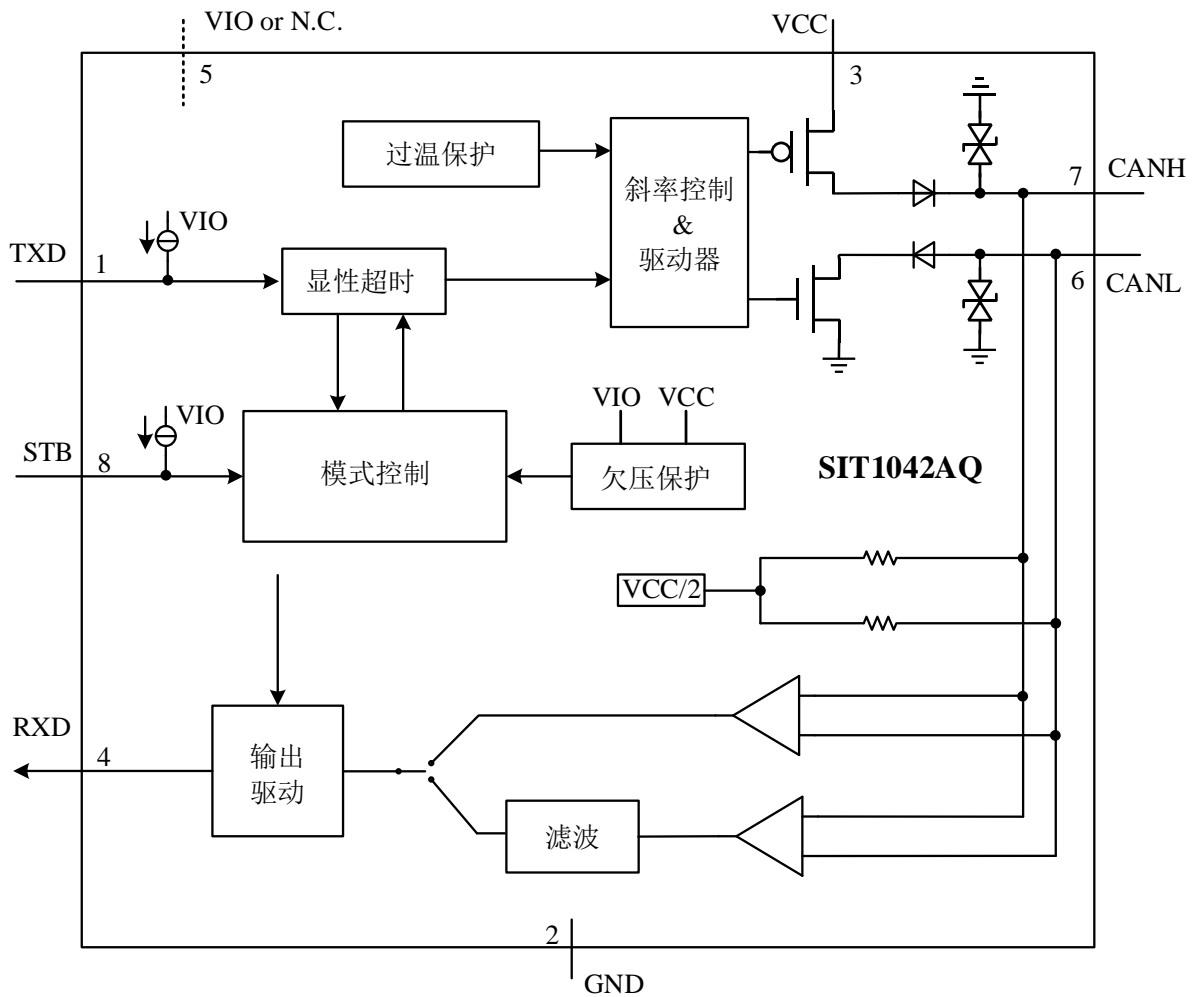 VIO or N.C.
VCC
5
3
过温保护
斜率控制
&
驱动器
7
CANH
TXD
1
VIO
显性超时
6
CANL
STB
8
VIO
模式控制
VIO
VCC
欠压保护
SIT1042AQ
VCC/2
RXD
4
输出
驱动
滤波
2
GND